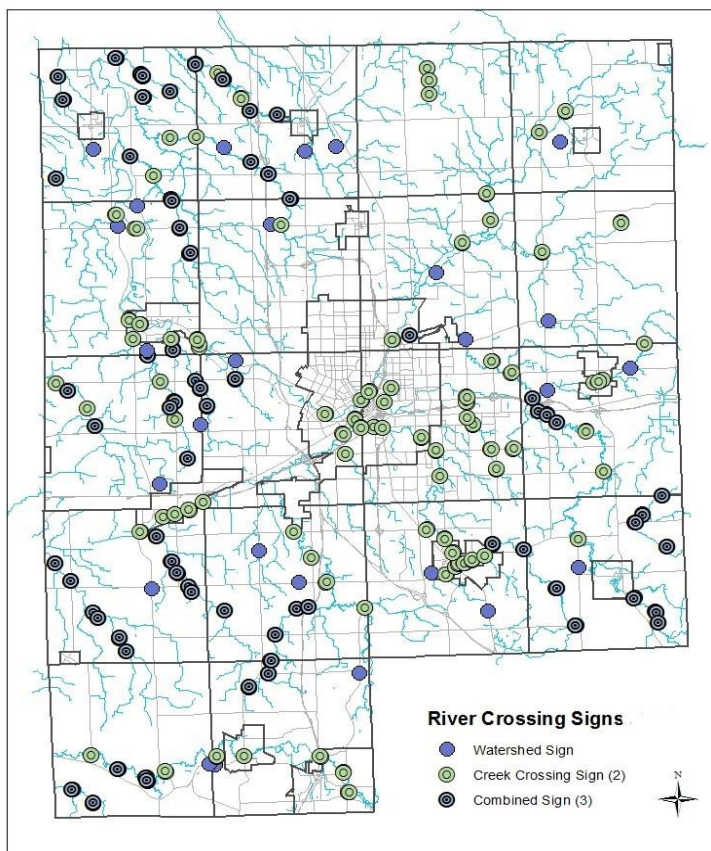 River Crossing Signs
Watershed Sign
Creek Crossing Sign (2)
Combined Sign (3)
N